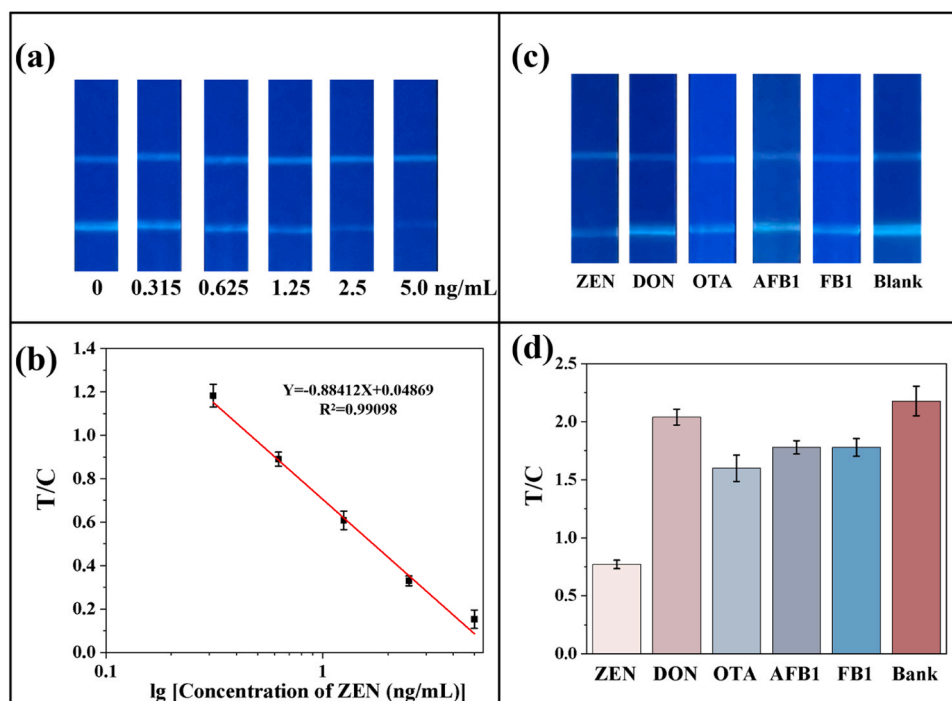 (a)
0 0.315 0.625 1.25 2.5 5.0 ng/mL
(c)
ZEN DON OTA AFB1 FB1 Blank
(b)
1.4
1.2
1.0
0.8
0.6
0.4
0.2
0.0
T/C
Y=-0.88412X+0.04869
R²=0.99098
0.1 1
lg [Concentration of ZEN (ng/mL)]
(d)
2.5
2.0
1.5
0.75
0.0
T/C
ZEN DON OTA AFB1 FB1 Bank